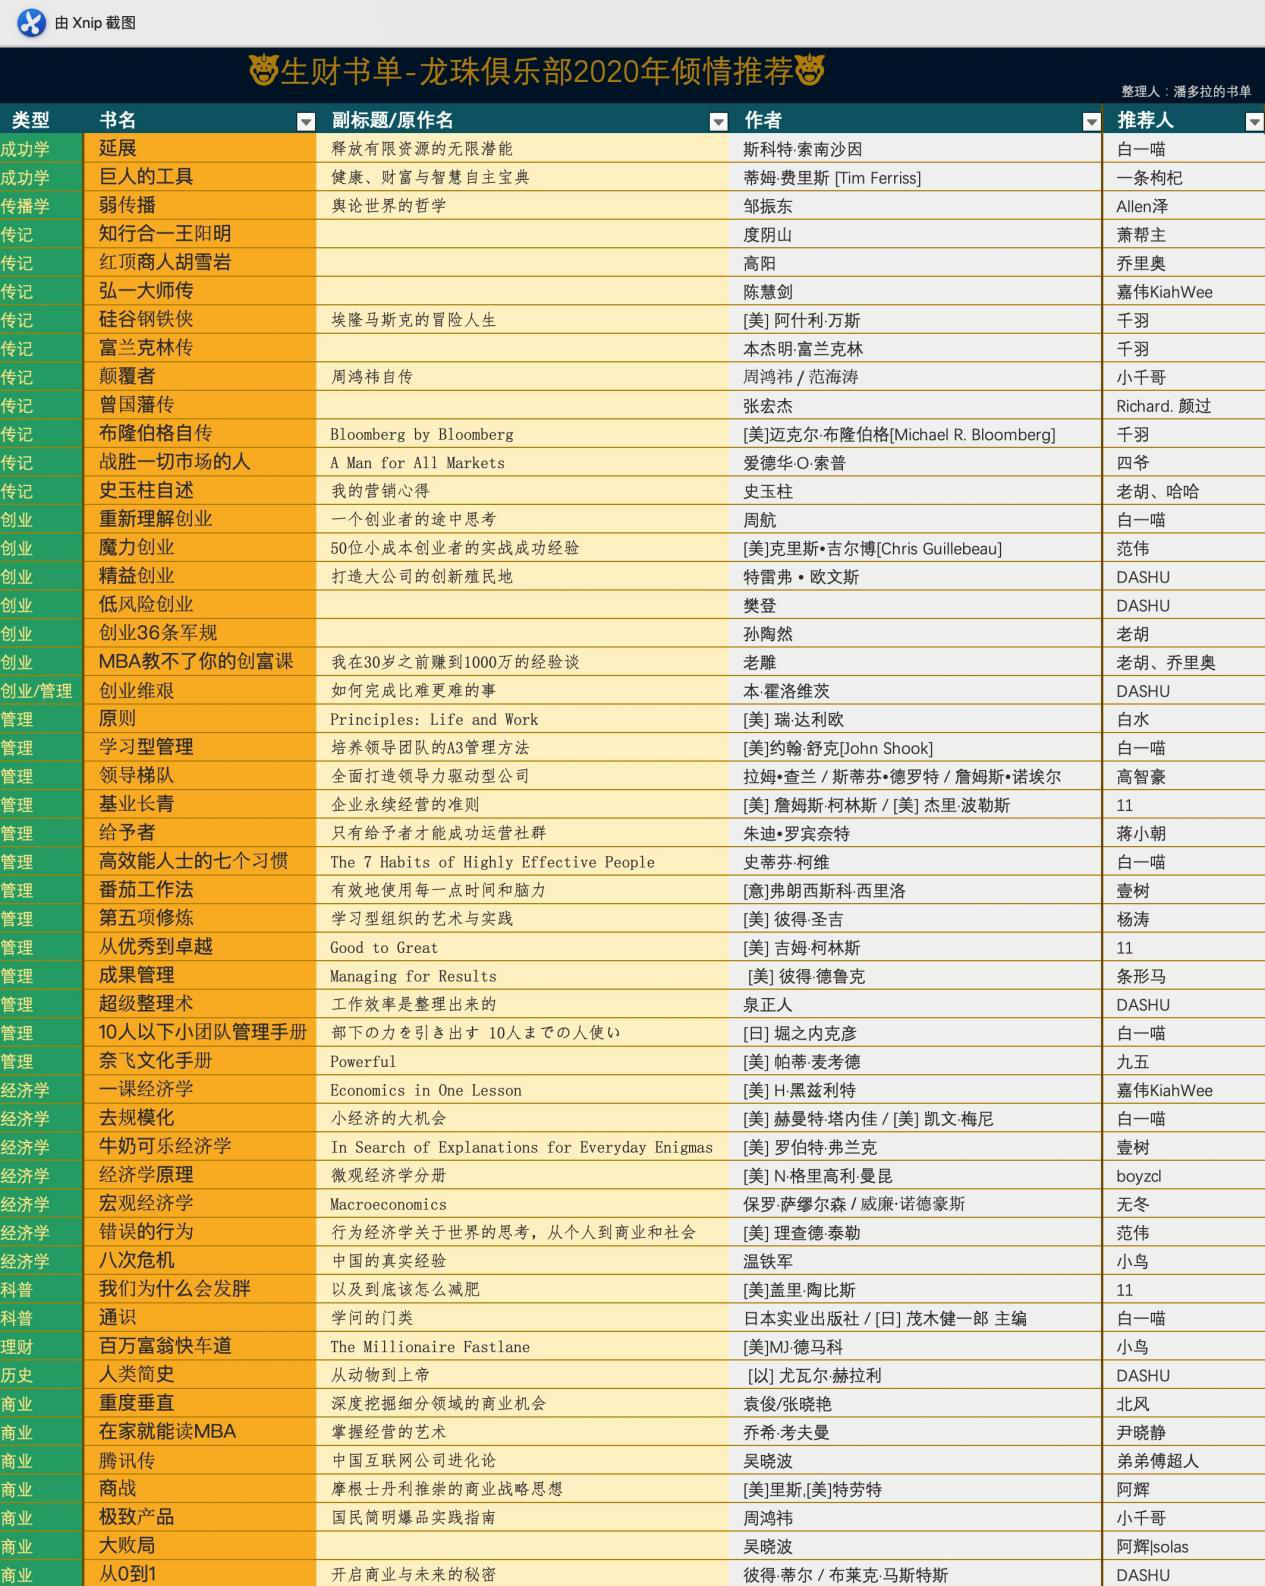 由 Xnip 截图
生财书单-龙珠俱乐部2020年倾情推荐
整理人：潘多拉的书单
类型 书名 副标题/原作名 作者 推荐人
成功学 延展 释放有限资源的无限潜能 斯科特·索南沙因 白一喵
成功学 巨人的工具 健康、财富与智慧自主宝典 蒂姆·费里斯 [Tim Ferriss] 一条枸杞
传播学 弱传播 舆论世界的哲学 邹振东 Allen泽
传记 知行合一王阳明 度阴山 萧帮主
传记 红顶商人胡雪岩 高阳 乔里奥
传记 弘一大师传 陈慧剑 嘉伟KiahWee
传记 硅谷钢铁侠 埃隆马斯克的冒险人生 [美] 阿什利·万斯 千羽
传记 富兰克林传 本杰明·富兰克林 千羽
传记 颠覆者 周鸿祎自传 周鸿祎 / 范海涛 小千哥
传记 曾国藩传 张宏杰 Richard. 颜过
传记 布隆伯格自传 Bloomberg by Bloomberg [美]迈克尔·布隆伯格[Michael R. Bloomberg] 千羽
传记 战胜一切市场的人 A Man for All Markets 爱德华·O·索普 四爷
传记 史玉柱自述 我的营销心得 史玉柱 老胡、哈哈
创业 重新理解创业 一个创业者的途中思考 周航 白一喵
创业 魔力创业 50位小成本创业者的实战成功经验 [美]克里斯•吉尔博[Chris Guillebeau] 范伟
创业 精益创业 打造大公司的创新殖民地 特雷弗 • 欧文斯 DASHU
创业 低风险创业 樊登 DASHU
创业 创业36条军规 孙陶然 老胡
创业 MBA教不了你的创富课 我在30岁之前赚到1000万的经验谈 老雕 老胡、乔里奥
创业/管理 创业维艰 如何完成比难更难的事 本·霍洛维茨 DASHU
管理 原则 Principles: Life and Work [美] 瑞·达利欧 白水
管理 学习型管理 培养领导团队的A3管理方法 [美]约翰·舒克[John Shook] 白一喵
管理 领导梯队 全面打造领导力驱动型公司 拉姆•查兰 / 斯蒂芬•德罗特 / 詹姆斯•诺埃尔 高智豪
管理 基业长青 企业永续经营的准则 [美] 詹姆斯·柯林斯 / [美] 杰里·波勒斯 11
管理 给予者 只有给予者才能成功运营社群 朱迪•罗宾奈特 蒋小朝
管理 高效能人士的七个习惯 The 7 Habits of Highly Effective People 史蒂芬·柯维 白一喵
管理 番茄工作法 有效地使用每一点时间和脑力 [意]弗朗西斯科·西里洛 壹树
管理 第五项修炼 学习型组织的艺术与实践 [美] 彼得·圣吉 杨涛
管理 从优秀到卓越 Good to Great [美] 吉姆·柯林斯 11
管理 成果管理 Managing for Results [美] 彼得·德鲁克 条形马
管理 超级整理术 工作效率是整理出来的 泉正人 DASHU
管理 10人以下小团队管理手册 部下の力を引き出す 10人までの人使い [日] 堀之内克彦 白一喵
管理 奈飞文化手册 Powerful [美] 帕蒂·麦考德 九五
经济学 一课经济学 Economics in One Lesson [美] H·黑兹利特 嘉伟KiahWee
经济学 去规模化 小经济的大机会 [美] 赫曼特·塔内佳 / [美] 凯文·梅尼 白一喵
经济学 牛奶可乐经济学 In Search of Explanations for Everyday Enigmas [美] 罗伯特·弗兰克 壹树
经济学 经济学原理 微观经济学分册 [美] N·格里高利·曼昆 boyzcl
经济学 宏观经济学 Macroeconomics 保罗·萨缪尔森 / 威廉·诺德豪斯 无冬
经济学 错误的行为 行为经济学关于世界的思考，从个人到商业和社会 [美] 理查德·泰勒 范伟
经济学 八次危机 中国的真实经验 温铁军 小鸟
科普 我们为什么会发胖 以及到底该怎么减肥 [美]盖里·陶比斯 11
科普 通识 学问的门类 日本实业出版社 / [日] 茂木健一郎 主编 白一喵
理财 百万富翁快车道 The Millionaire Fastlane [美]MJ·德马科 小鸟
历史 人类简史 从动物到上帝 [以] 尤瓦尔·赫拉利 DASHU
商业 重度垂直 深度挖掘细分领域的商业机会 袁俊/张晓艳 北风
商业 在家就能读MBA 掌握经营的艺术 乔希·考夫曼 尹晓静
商业 腾讯传 中国互联网公司进化论 吴晓波 弟弟傅超人
商业 商战 摩根士丹利推崇的商业战略思想 [美]里斯,[美]特劳特 阿辉
商业 极致产品 国民简明爆品实践指南 周鸿祎 小千哥
商业 大败局 吴晓波 阿辉|solas
商业 从0到1 开启商业与未来的秘密 彼得·蒂尔 / 布莱克·马斯特斯 DASHU